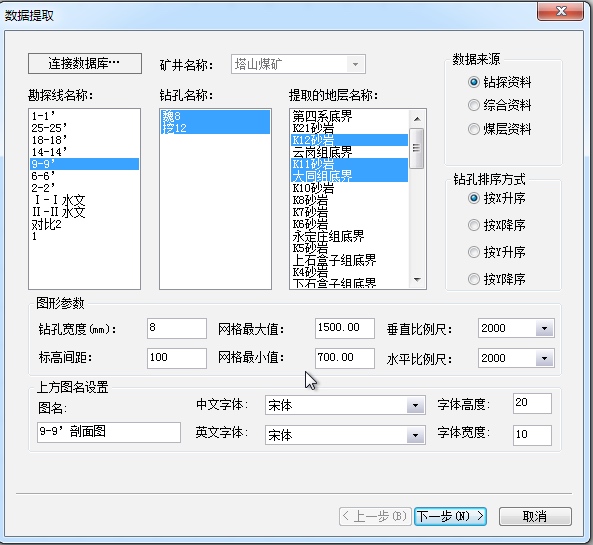 数据提取
连接数据库…
矿井名称:
塔山煤矿
数据来源
钻探资料
综合资料
煤层资料
勘探线名称:
1-1'
25-25'
18-18'
14-14'
9-9'
6-6'
2-2'
Ⅰ-Ⅰ水文
Ⅱ-Ⅱ水文
对比2
1
钻孔名称:
魏8
挖12
提取的地层名称:
第四系底界
K21砂岩
K12砂岩
云岗组底界
K11砂岩
大同组底界
K10砂岩
K8砂岩
K7砂岩
K6砂岩
永定庄组底界
K5砂岩
上石盒子组底界
K4砂岩
下石盒子组底界
钻孔排序方式
按X升序
按X降序
按Y升序
按Y降序
图形参数
钻孔宽度(mm):
8
网格最大值:
1500.00
垂直比例尺:
2000
标高间距:
100
网格最小值:
700.00
水平比例尺:
2000
上方图名设置
图名:
9-9' 剖面图
中文字体:
宋体
字体高度:
20
英文字体:
宋体
字体宽度:
10
< 上一步(B)
下一步(N) >
取消